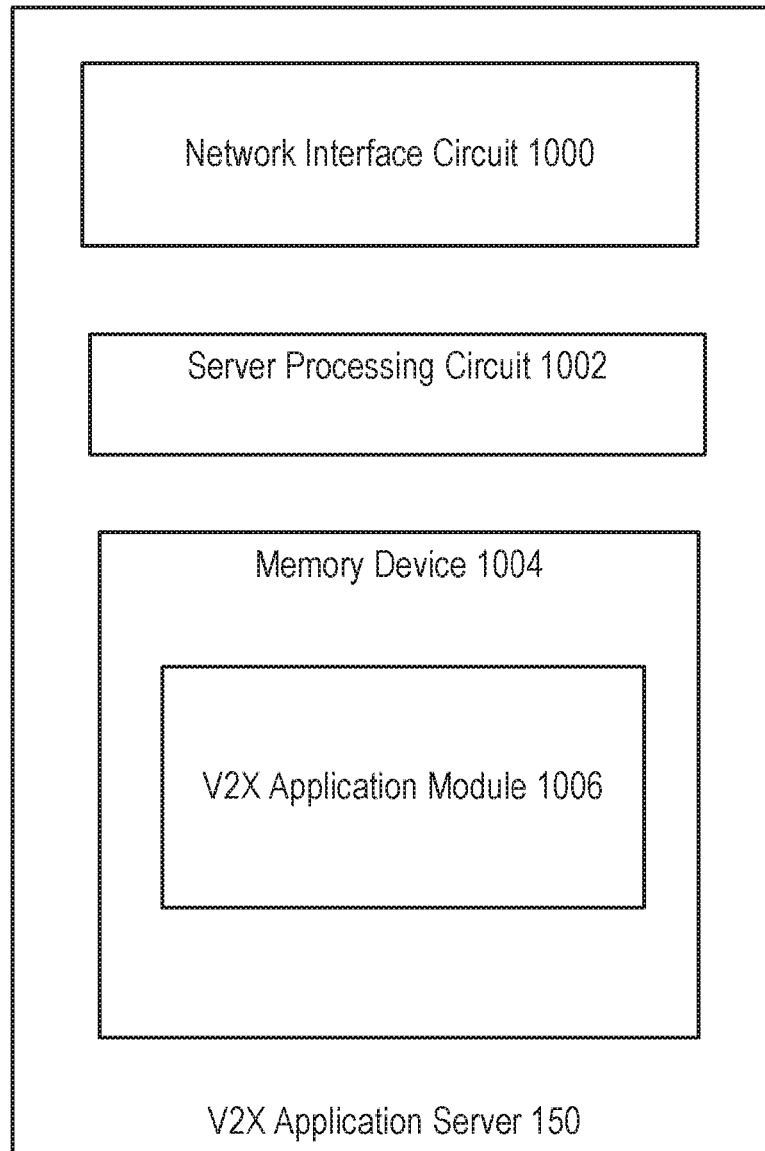 Network Interface Circuit 1000
Server Processing Circuit 1002
Memory Device 1004
V2X Application Module 1006
V2X Application Server 150